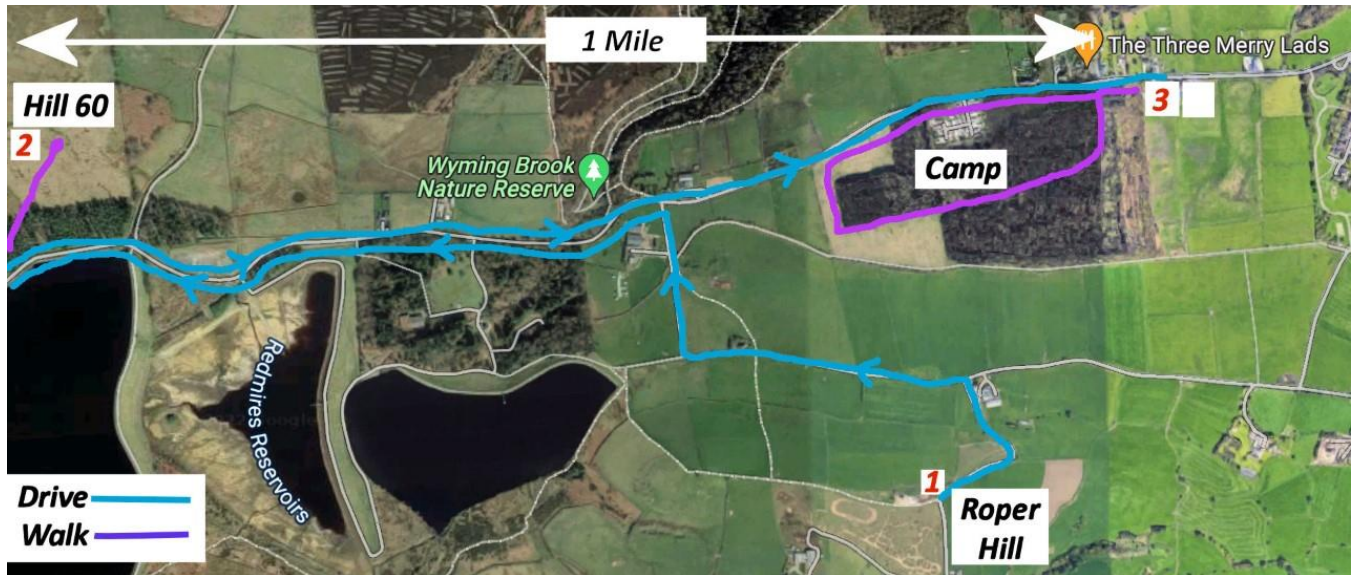 1 Mile
The Three Merry Lads
Hill 60
2
3
Wyming Brook
Nature Reserve
Camp
Redmires Reservoirs
1
Roper
Hill
Drive
Walk